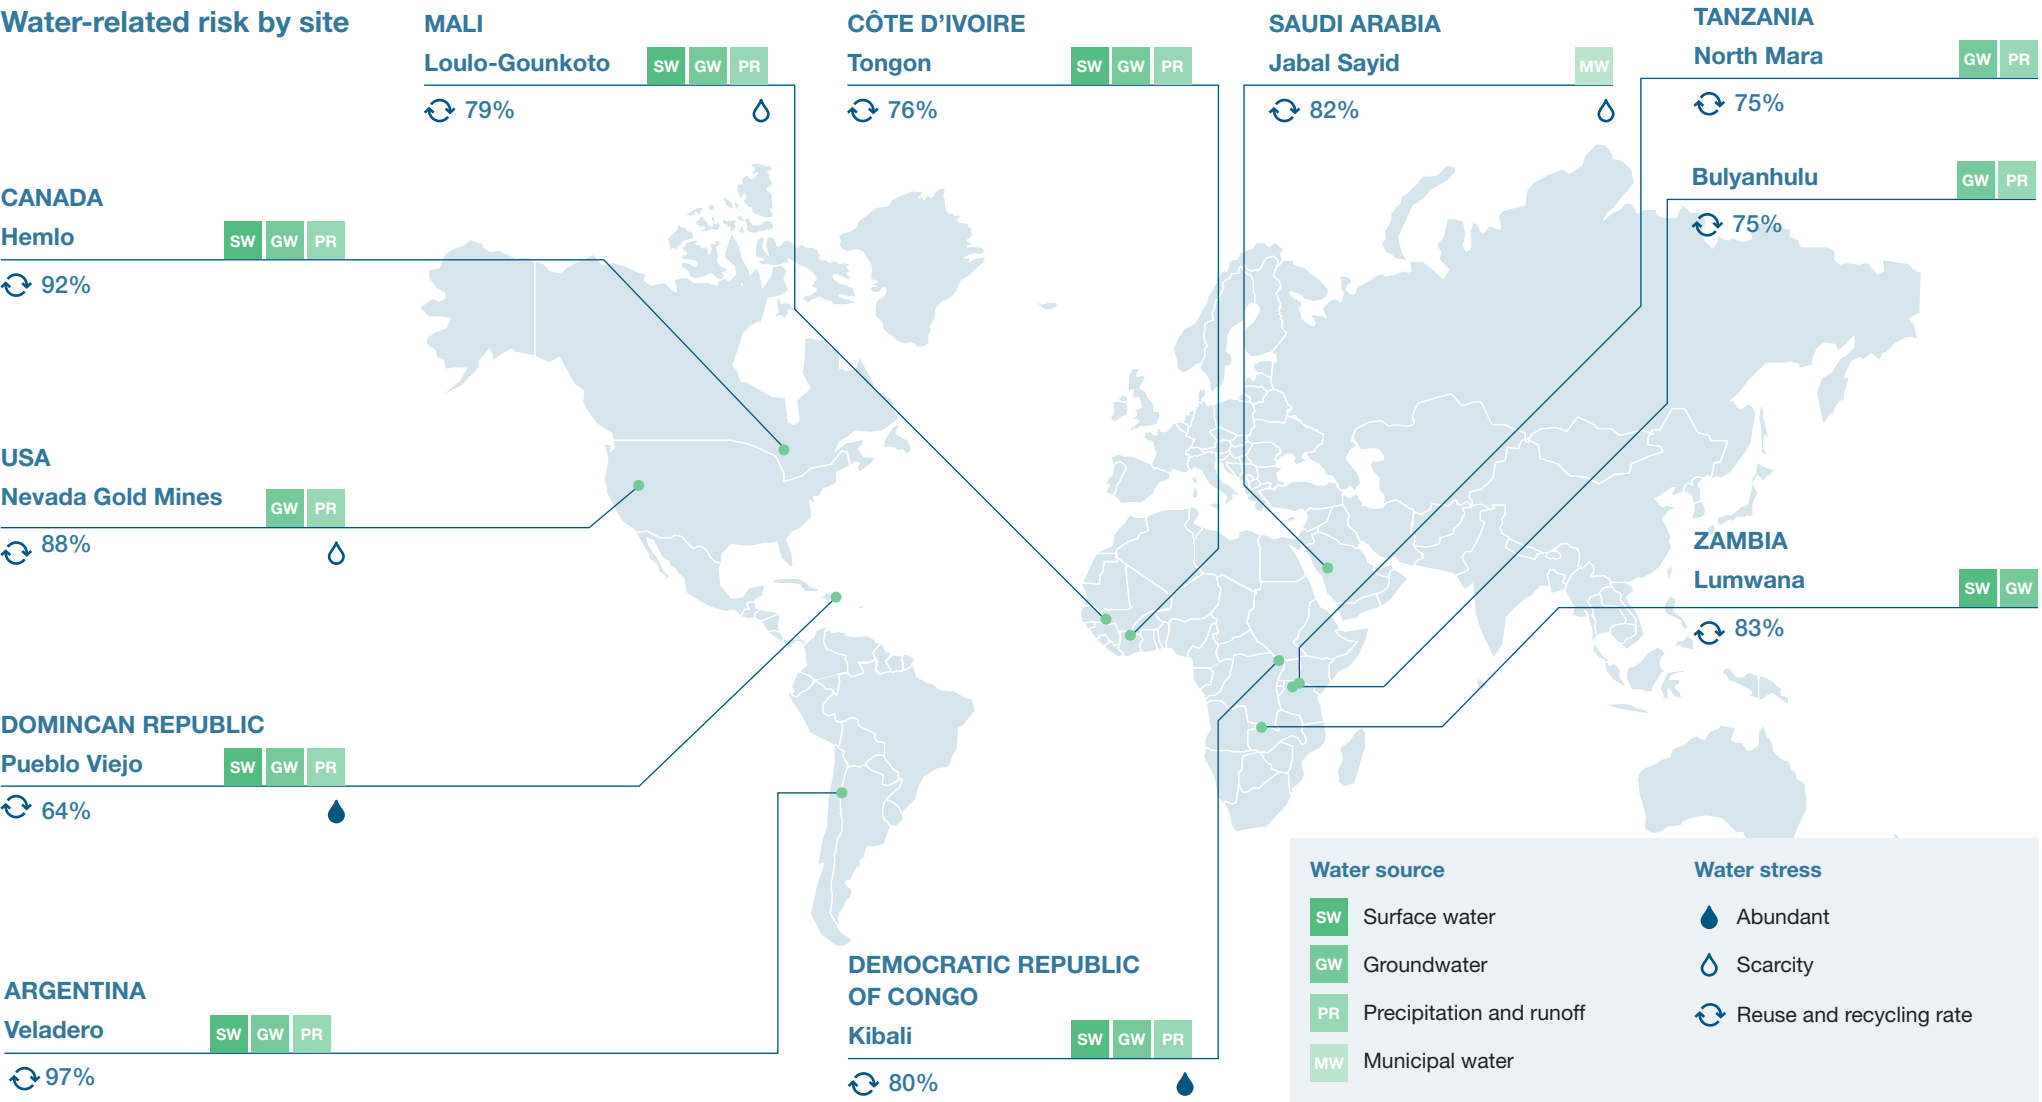 Water-related risk by site
MALI
Loulo-Gounkoto SW GW PR
79%
CÔTE D’IVOIRE
Tongon SW GW PR
76%
SAUDI ARABIA
Jabal Sayid MW
82%
TANZANIA
North Mara GW PR
75%
Bulyanhulu GW PR
75%
CANADA
Hemlo SW GW PR
92%
USA
Nevada Gold Mines GW PR
88%
ZAMBIA
Lumwana SW GW
83%
DOMINCAN REPUBLIC
Pueblo Viejo SW GW PR
64%
ARGENTINA
Veladero SW GW PR
97%
DEMOCRATIC REPUBLIC
OF CONGO
Kibali SW GW PR
80%
Water source
SW Surface water
GW Groundwater
PR Precipitation and runoff
MW Municipal water
Water stress
Abundant
Scarcity
Reuse and recycling rate